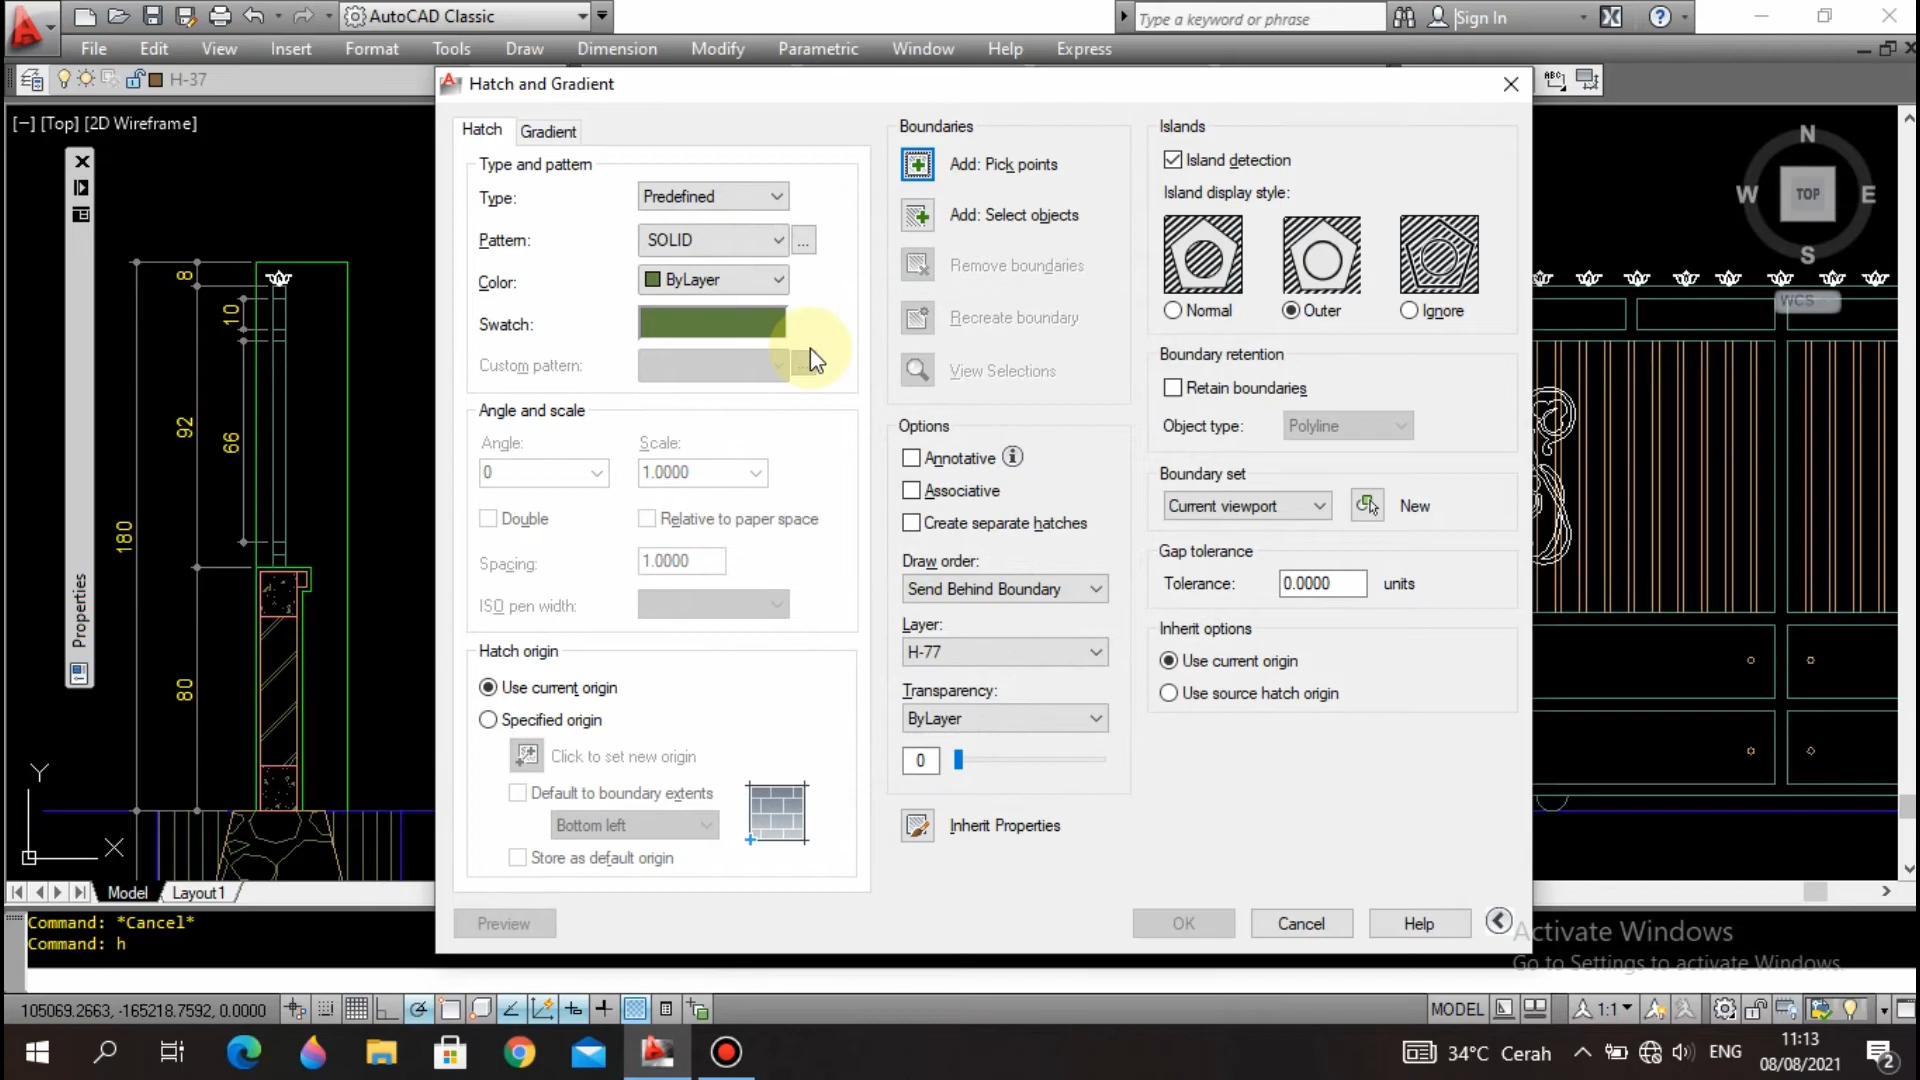 AutoCAD Classic
Type a keyword or phrase
Sign In
File Edit View Insert Format Tools Draw Dimension Modify Parametric Window Help Express
H-37
ABC
Hatch and Gradient
[−] [Top] [2D Wireframe]
Properties
8
10
92
66
180
80
Y
X
Hatch Gradient
Type and pattern
Type: Predefined
Pattern: SOLID ...
Color: ByLayer
Swatch:
Custom pattern:
Angle and scale
Angle: Scale:
0 1.0000
Double Relative to paper space
Spacing: 1.0000
ISO pen width:
Hatch origin
Use current origin
Specified origin
Click to set new origin
Default to boundary extents
Bottom left
Store as default origin
Boundaries
Add: Pick points
Add: Select objects
Remove boundaries
Recreate boundary
View Selections
Options
Annotative
Associative
Create separate hatches
Draw order:
Send Behind Boundary
Layer:
H-77
Transparency:
ByLayer
0
Inherit Properties
Islands
Island detection
Island display style:
Normal Outer Ignore
Boundary retention
Retain boundaries
Object type: Polyline
Boundary set
Current viewport New
Gap tolerance
Tolerance: 0.0000 units
Inherit options
Use current origin
Use source hatch origin
Preview OK Cancel Help
N
W TOP E
S
WCS
Model Layout1
Command: *Cancel*
Command: h
Activate Windows
Go to Settings to activate Windows.
105069.2663, -165218.7592, 0.0000
MODEL 1:1
34°C Cerah
ENG
11:13
08/08/2021
2